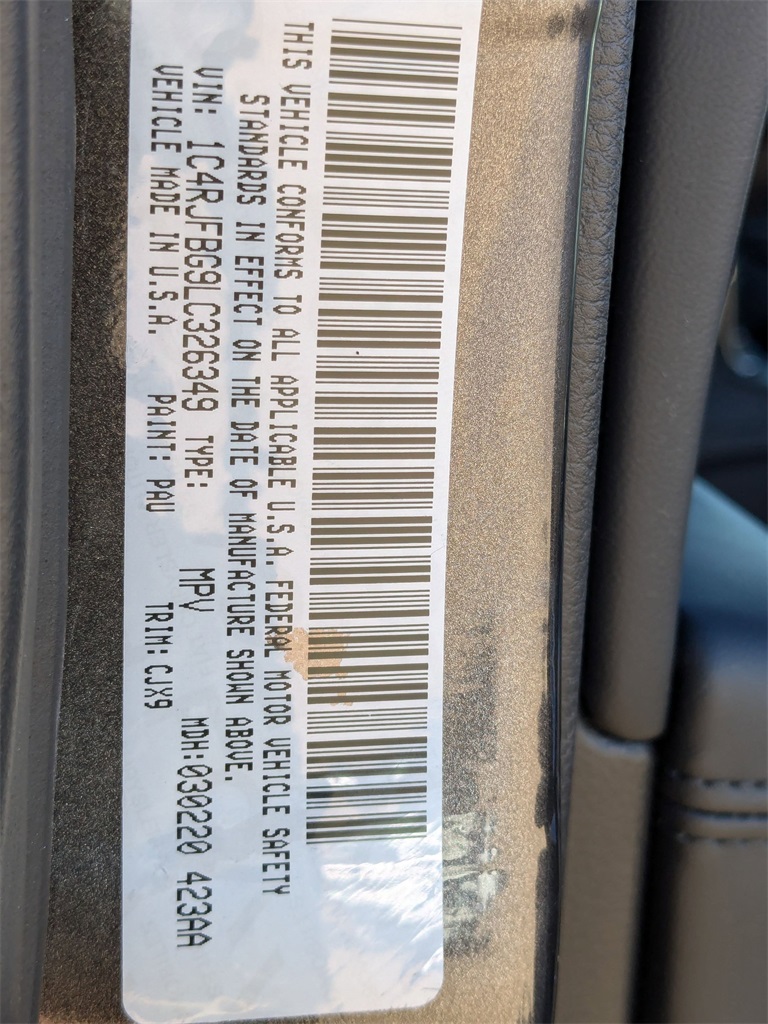 THIS VEHICLE CONFORMS TO ALL APPLICABLE U.S.A. FEDERAL MOTOR VEHICLE SAFETY
STANDARDS IN EFFECT ON THE DATE OF MANUFACTURE SHOWN ABOVE.
VIN: 1C4RJFBG9LC326349 TYPE: MPV MDH:030220 423AA
VEHICLE MADE IN U.S.A. PAINT: PAU TRIM: CJX9